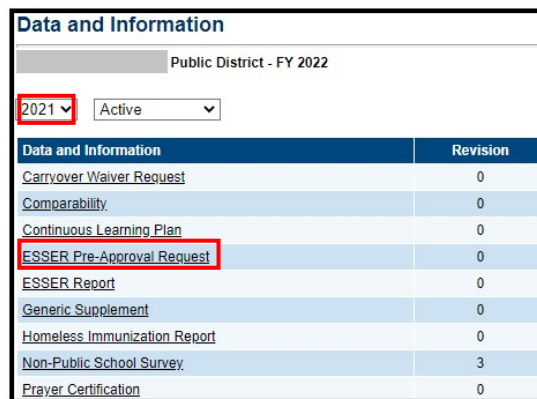 Data and Information
Public District - FY 2022
2021 Active
Data and Information Revision
Carryover Waiver Request 0
Comparability 0
Continuous Learning Plan 0
ESSER Pre-Approval Request 0
ESSER Report 0
Generic Supplement 0
Homeless Immunization Report 0
Non-Public School Survey 3
Prayer Certification 0